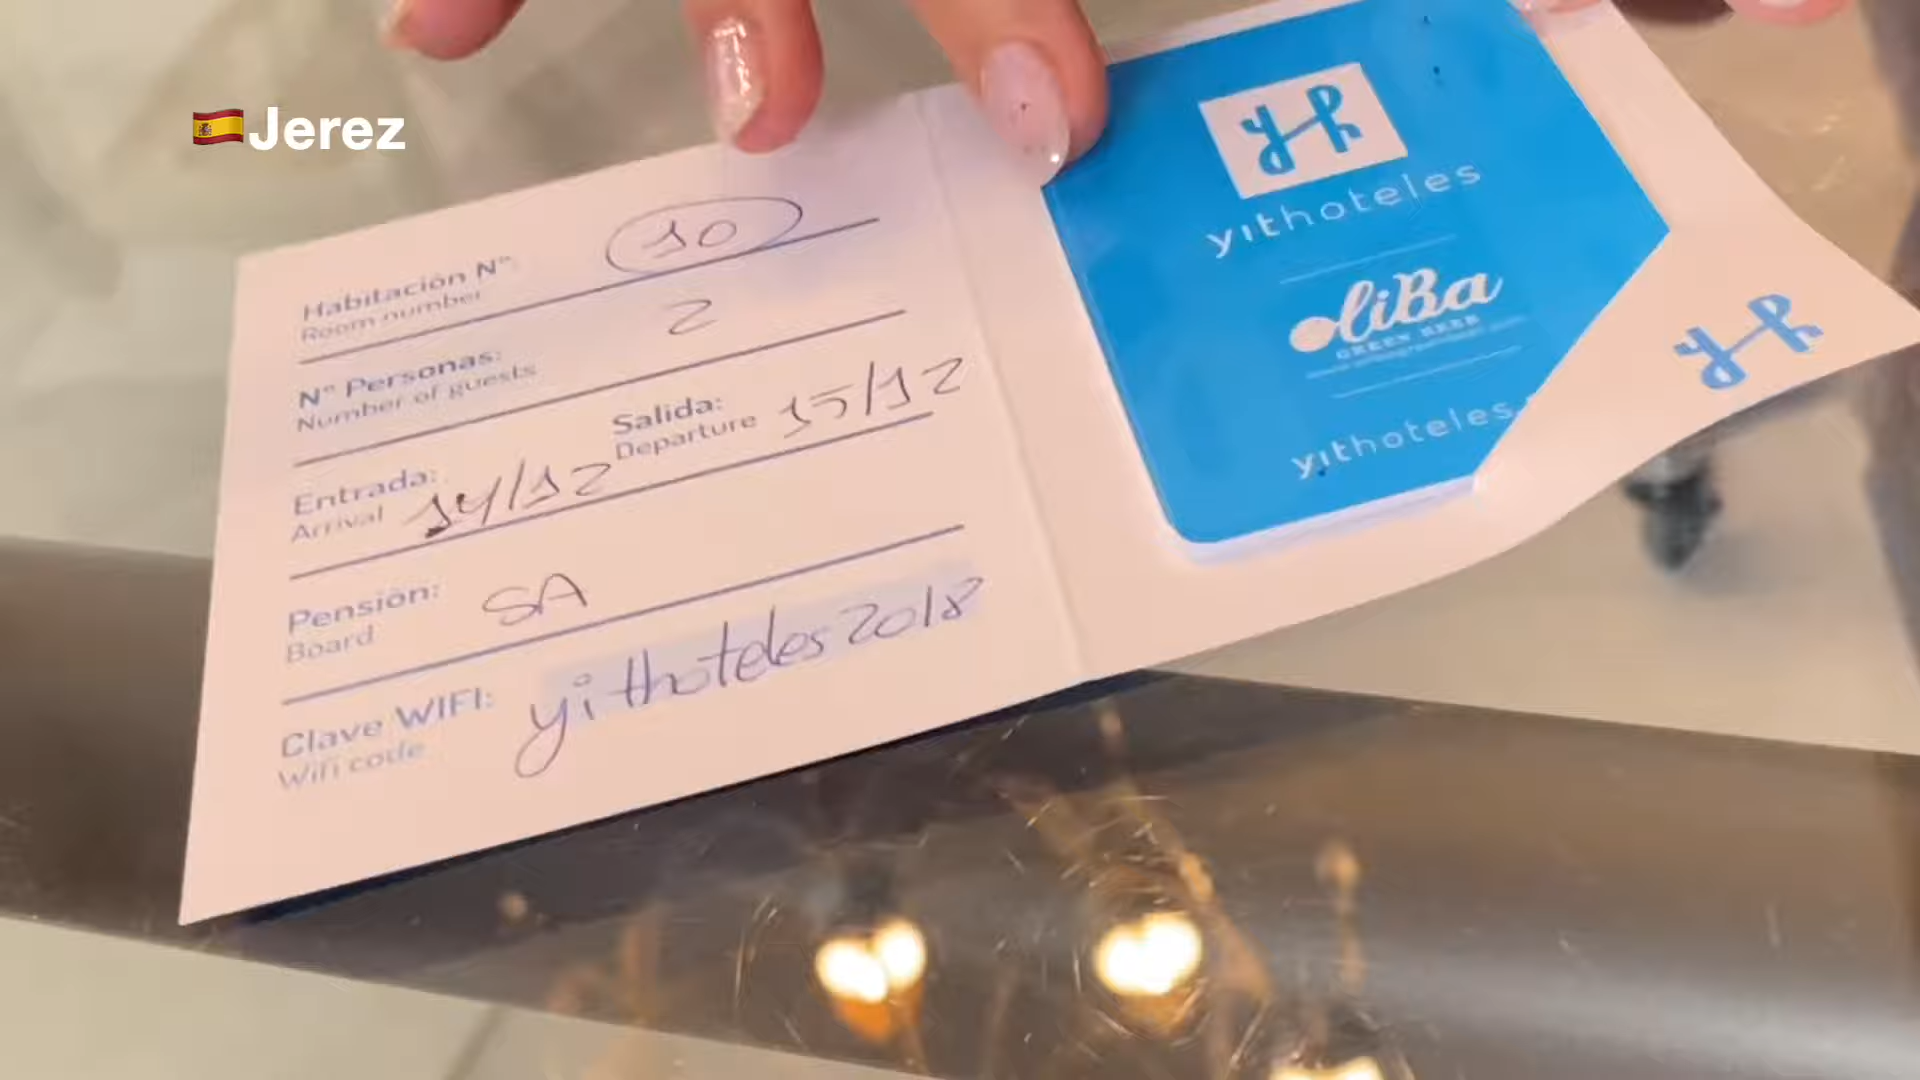 🇪🇸Jerez
Habitación Nº
Room number
10
Nº Personas:
Number of guests
2
Entrada:
Arrival
14/12
Salida:
Departure
15/12
Pensión:
Board
SA
Clave WIFI:
Wifi code
yithoteles2018
yithoteles
oliBa
GREEN BEER
yithoteles